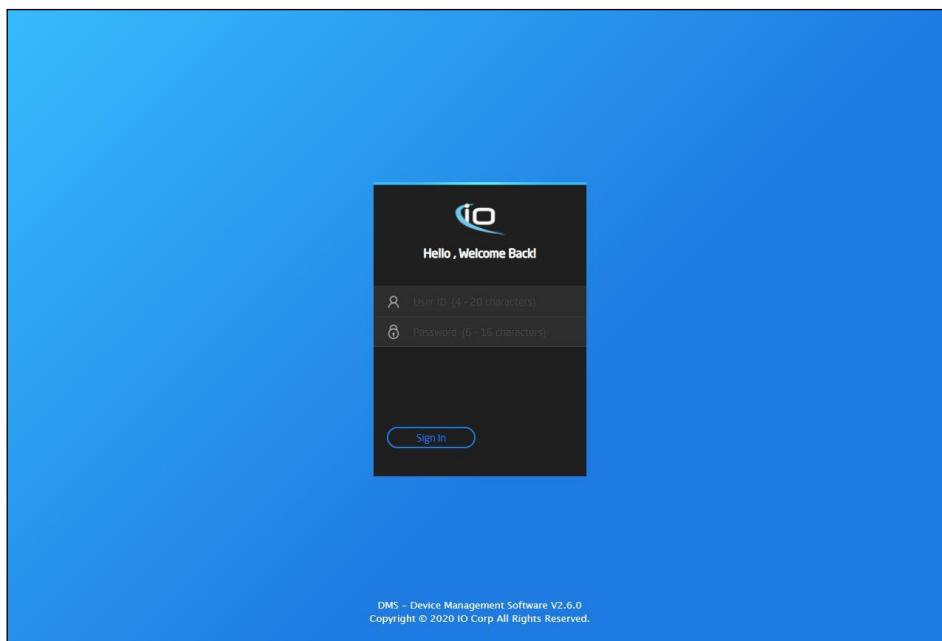 iO
Hello , Welcome Back!
User ID (4 - 20 characters)
Password (6 - 16 characters)
Sign In
DMS – Device Management Software V2.6.0
Copyright © 2020 IO Corp All Rights Reserved.